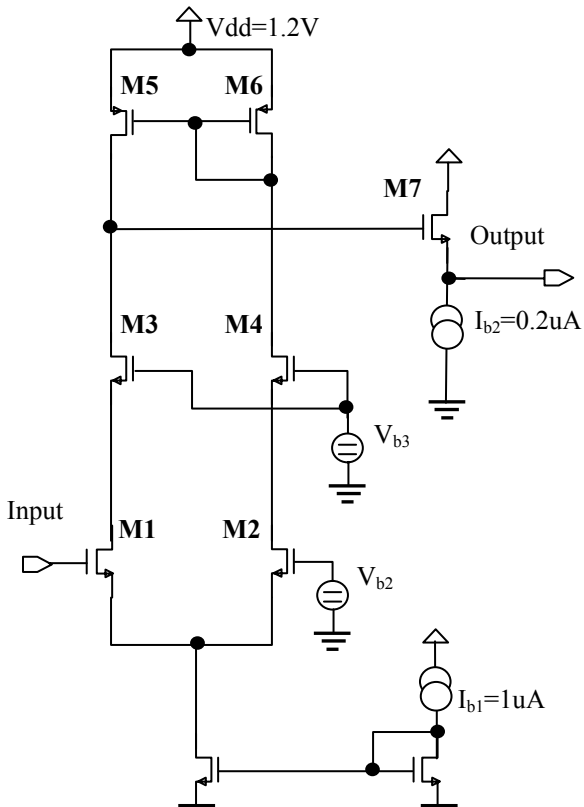 Vdd=1.2V
M5 M6
M7
Output
M3 M4
Ib2=0.2uA
Vb3
Input
M1 M2
Vb2
Ib1=1uA